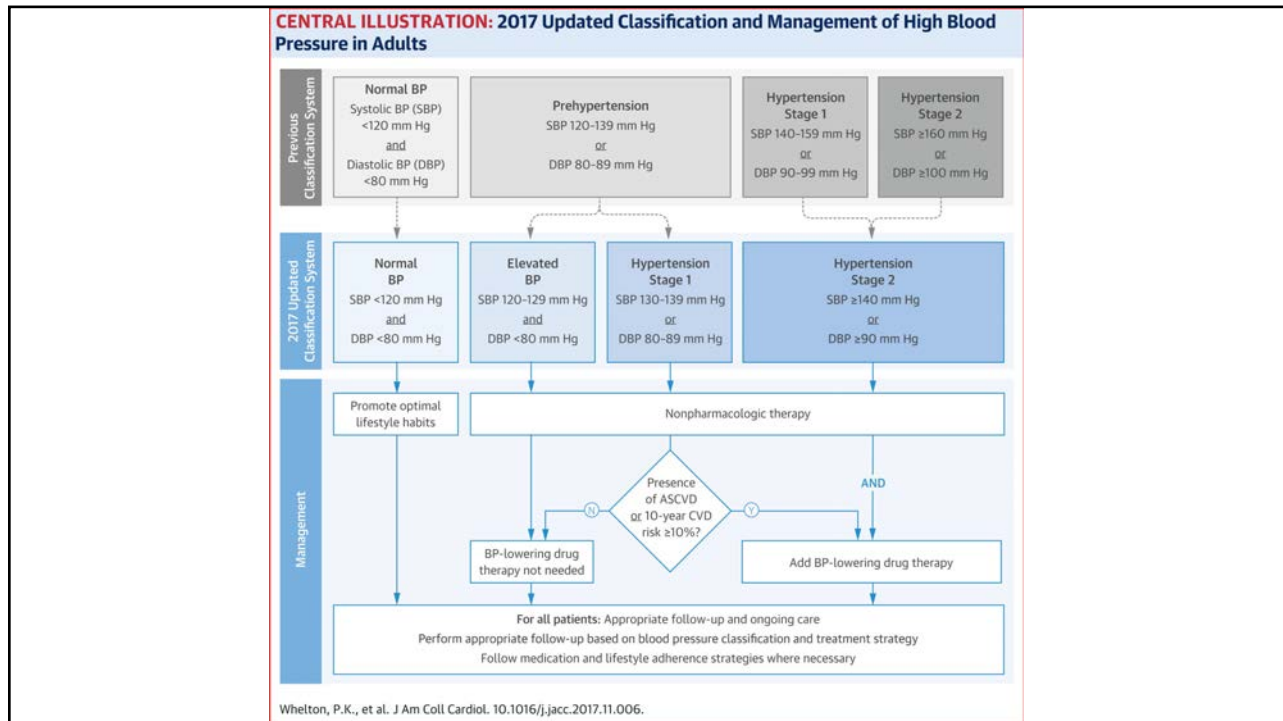 CENTRAL ILLUSTRATION: 2017 Updated Classification and Management of High Blood
Pressure in Adults
Previous
Classification System
Normal BP
Systolic BP (SBP)
<120 mm Hg
and
Diastolic BP (DBP)
<80 mm Hg
Prehypertension
SBP 120-139 mm Hg
or
DBP 80-89 mm Hg
Hypertension
Stage 1
SBP 140-159 mm Hg
or
DBP 90-99 mm Hg
Hypertension
Stage 2
SBP ≥160 mm Hg
or
DBP ≥100 mm Hg
2017 Updated
Classification System
Normal
BP
SBP <120 mm Hg
and
DBP <80 mm Hg
Elevated
BP
SBP 120-129 mm Hg
and
DBP <80 mm Hg
Hypertension
Stage 1
SBP 130-139 mm Hg
or
DBP 80-89 mm Hg
Hypertension
Stage 2
SBP ≥140 mm Hg
or
DBP ≥90 mm Hg
Management
Promote optimal
lifestyle habits
Nonpharmacologic therapy
Presence
of ASCVD
or 10-year CVD
risk ≥10%?
N
Y
AND
BP-lowering drug
therapy not needed
Add BP-lowering drug therapy
For all patients: Appropriate follow-up and ongoing care
Perform appropriate follow-up based on blood pressure classification and treatment strategy
Follow medication and lifestyle adherence strategies where necessary
Whelton, P.K., et al. J Am Coll Cardiol. 10.1016/j.jacc.2017.11.006.